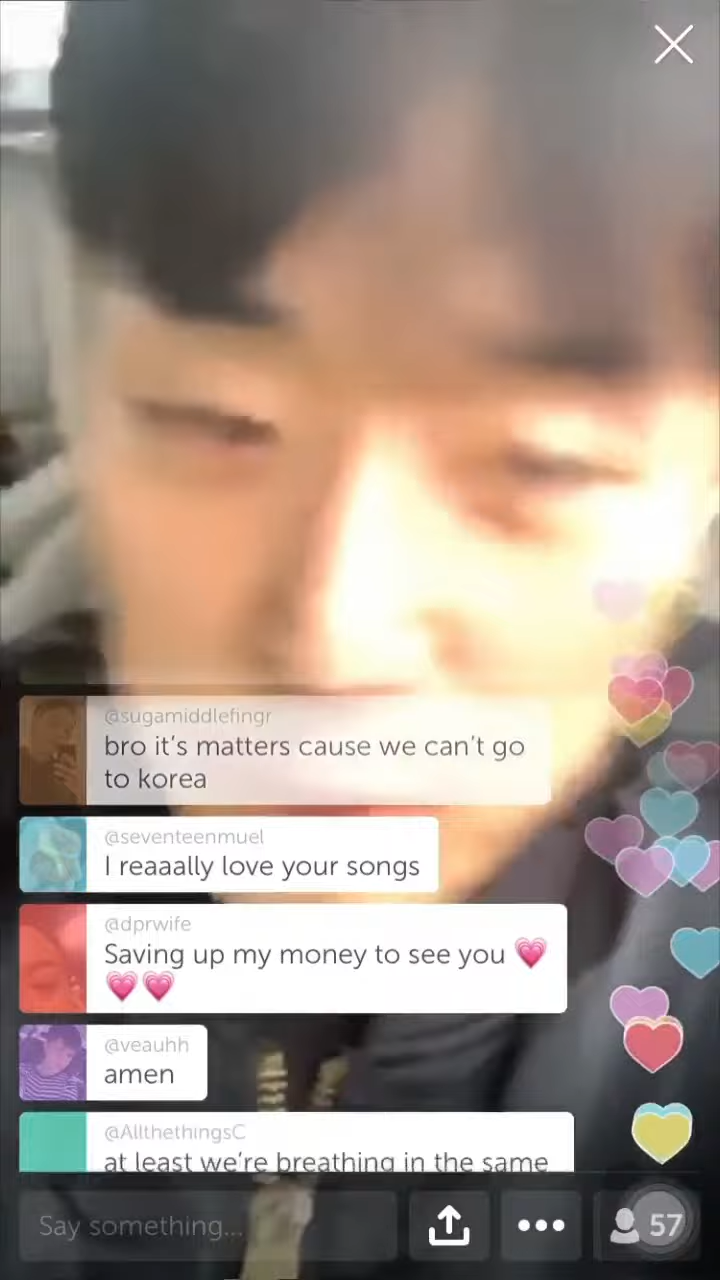 @sugamiddlefingr
bro it's matters cause we can't go
to korea
@seventeenmuel
I reaaally love your songs
@dprwife
Saving up my money to see you 💗
💗💗
@veauhh
amen
@AllthethingsC
at least we're breathing in the same
Say something...
57